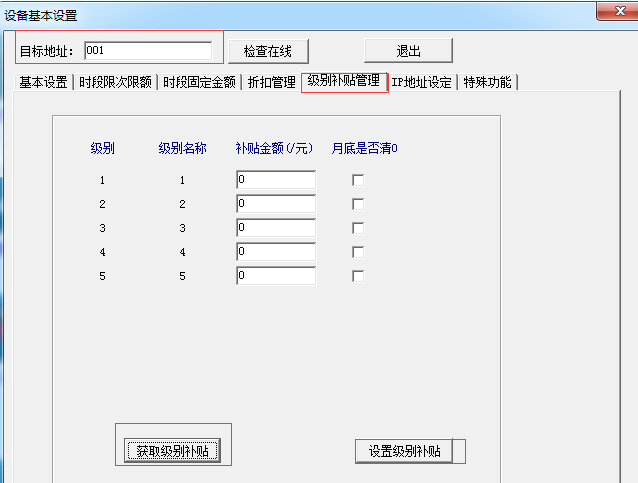 设备基本设置
目标地址: 001 检查在线 退出
基本设置 时段限次限额 时段固定金额 折扣管理 级别补贴管理 IP地址设定 特殊功能
级别 级别名称 补贴金额(/元) 月底是否清0
1 1 0
2 2 0
3 3 0
4 4 0
5 5 0
获取级别补贴 设置级别补贴